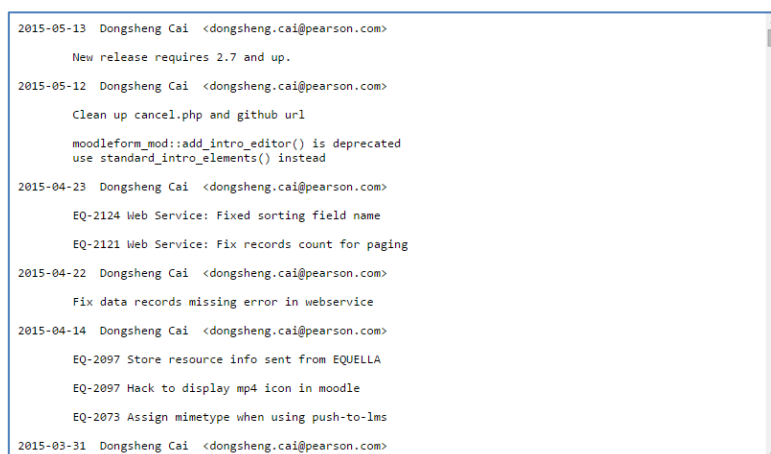 2015-05-13  Dongsheng Cai  <dongsheng.cai@pearson.com>
New release requires 2.7 and up.
2015-05-12  Dongsheng Cai  <dongsheng.cai@pearson.com>
Clean up cancel.php and github url
moodleform_mod::add_intro_editor() is deprecated
use standard_intro_elements() instead
2015-04-23  Dongsheng Cai  <dongsheng.cai@pearson.com>
EQ-2124 Web Service: Fixed sorting field name
EQ-2121 Web Service: Fix records count for paging
2015-04-22  Dongsheng Cai  <dongsheng.cai@pearson.com>
Fix data records missing error in webservice
2015-04-14  Dongsheng Cai  <dongsheng.cai@pearson.com>
EQ-2097 Store resource info sent from EQUELLA
EQ-2097 Hack to display mp4 icon in moodle
EQ-2073 Assign mimetype when using push-to-lms
2015-03-31  Dongsheng Cai  <dongsheng.cai@pearson.com>